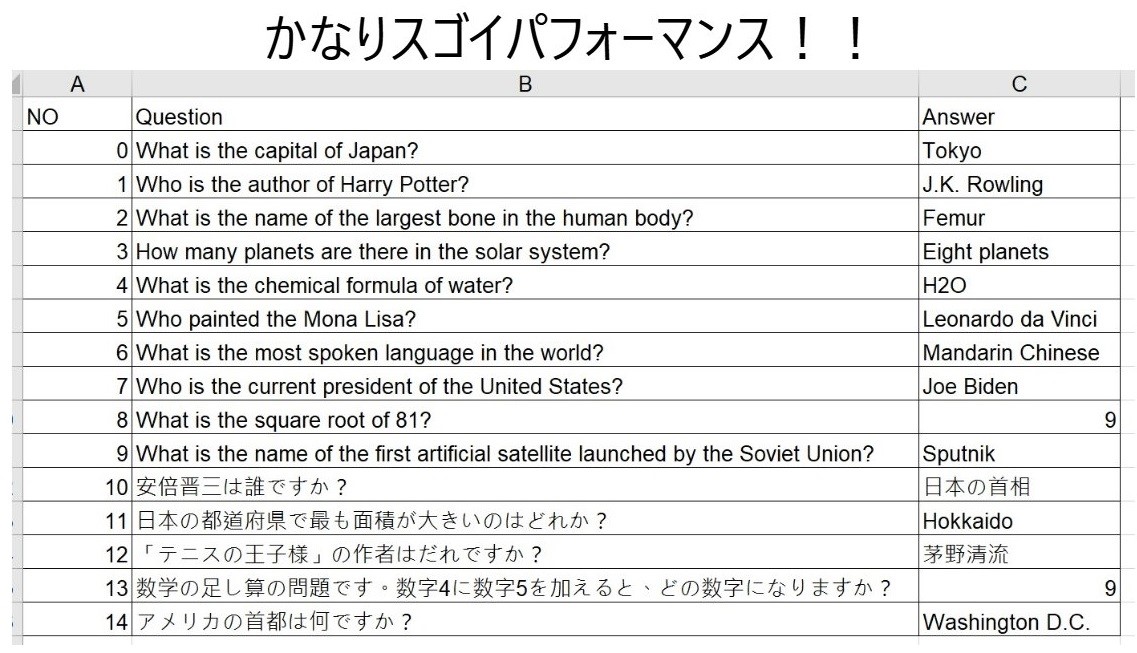 かなりスゴイパフォーマンス！！
A B C
NO Question Answer
0 What is the capital of Japan? Tokyo
1 Who is the author of Harry Potter? J.K. Rowling
2 What is the name of the largest bone in the human body? Femur
3 How many planets are there in the solar system? Eight planets
4 What is the chemical formula of water? H2O
5 Who painted the Mona Lisa? Leonardo da Vinci
6 What is the most spoken language in the world? Mandarin Chinese
7 Who is the current president of the United States? Joe Biden
8 What is the square root of 81? 9
9 What is the name of the first artificial satellite launched by the Soviet Union? Sputnik
10 安倍晋三は誰ですか？ 日本の首相
11 日本の都道府県で最も面積が大きいのはどれか？ Hokkaido
12 「テニスの王子様」の作者はだれですか？ 茅野清流
13 数学の足し算の問題です。数字4に数字5を加えると、どの数字になりますか？ 9
14 アメリカの首都は何ですか？ Washington D.C.